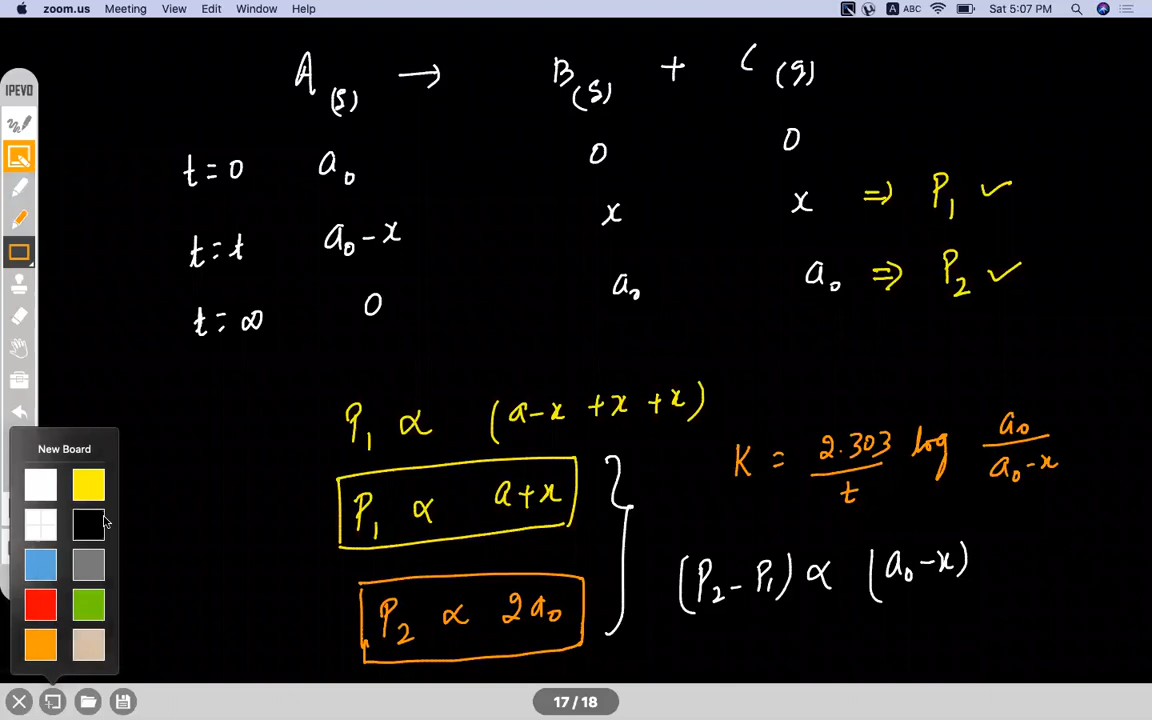 zoom.us Meeting View Edit Window Help A ABC Sat 5:07 PM
IPEVO
A(g) → B(g) + C(g)
t=0 a₀ 0 0
t=t a₀-x x x ⇒ P₁ ✓
t=∞ 0 a₀ a₀ ⇒ P₂ ✓
P₁ ∝ (a-x +x +x)
P₁ ∝ a+x
P₂ ∝ 2a₀
K = 2.303/t log a₀/a₀-x
(P₂-P₁) ∝ (a₀-x)
New Board
17 / 18